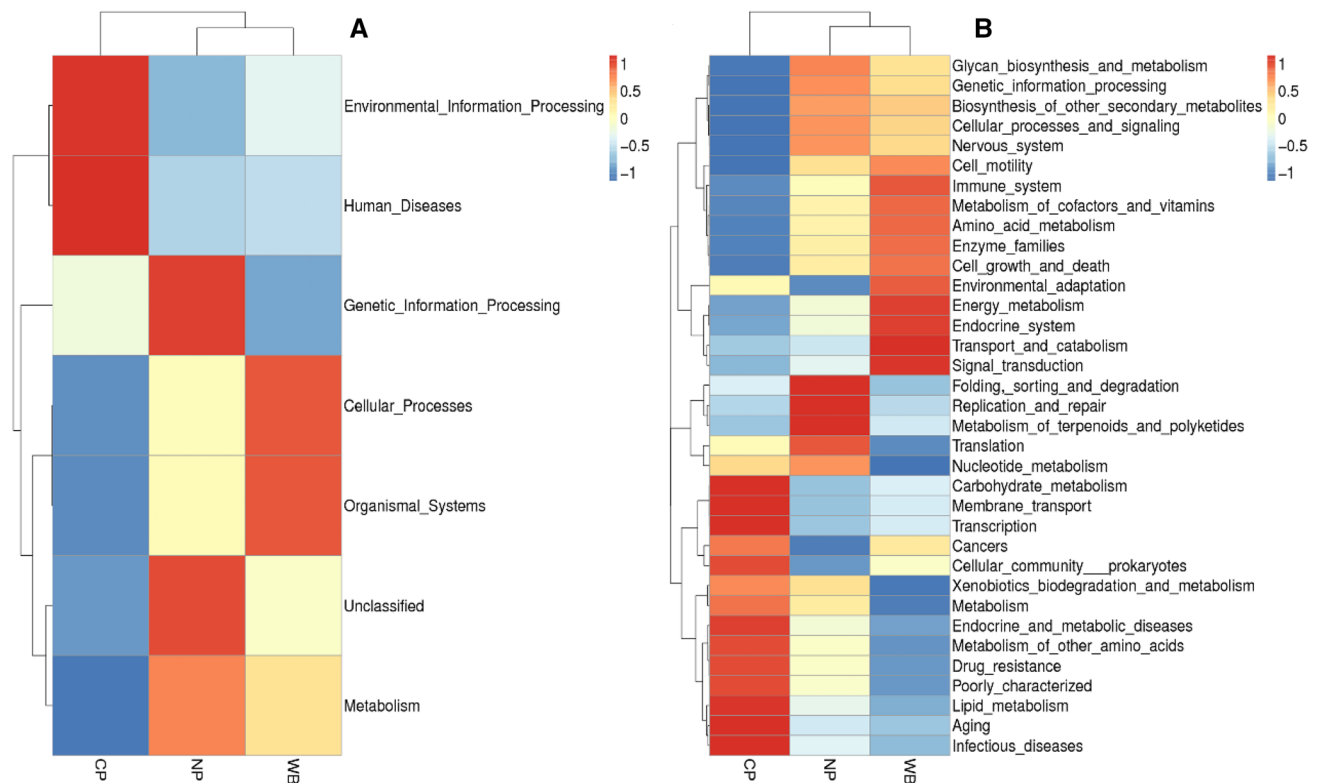 A
1
0.5
0
−0.5
−1
Environmental_Information_Processing
Human_Diseases
Genetic_Information_Processing
Cellular_Processes
Organismal_Systems
Unclassified
Metabolism
CP
NP
WB
B
1
0.5
0
−0.5
−1
Glycan_biosynthesis_and_metabolism
Genetic_information_processing
Biosynthesis_of_other_secondary_metabolites
Cellular_processes_and_signaling
Nervous_system
Cell_motility
Immune_system
Metabolism_of_cofactors_and_vitamins
Amino_acid_metabolism
Enzyme_families
Cell_growth_and_death
Environmental_adaptation
Energy_metabolism
Endocrine_system
Transport_and_catabolism
Signal_transduction
Folding,_sorting_and_degradation
Replication_and_repair
Metabolism_of_terpenoids_and_polyketides
Translation
Nucleotide_metabolism
Carbohydrate_metabolism
Membrane_transport
Transcription
Cancers
Cellular_community___prokaryotes
Xenobiotics_biodegradation_and_metabolism
Metabolism
Endocrine_and_metabolic_diseases
Metabolism_of_other_amino_acids
Drug_resistance
Poorly_characterized
Lipid_metabolism
Aging
Infectious_diseases
CP
NP
WB